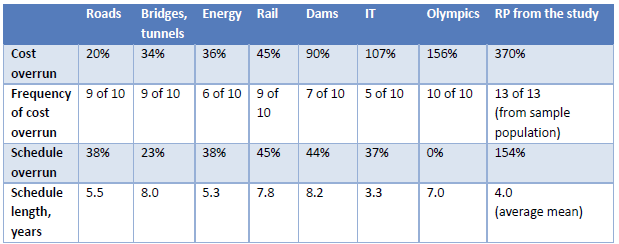 Roads Bridges, Energy Rail Dams IT Olympics RP from the study
tunnels
Cost 20% 34% 36% 45% 90% 107% 156% 370%
overrun
Frequency 9 of 10 9 of 10 6 of 10 9 of 7 of 10 5 of 10 10 of 10 13 of 13
of cost 10 (from sample
overrun population)
Schedule 38% 23% 38% 45% 44% 37% 0% 154%
overrun
Schedule 5.5 8.0 5.3 7.8 8.2 3.3 7.0 4.0
length, (average mean)
years